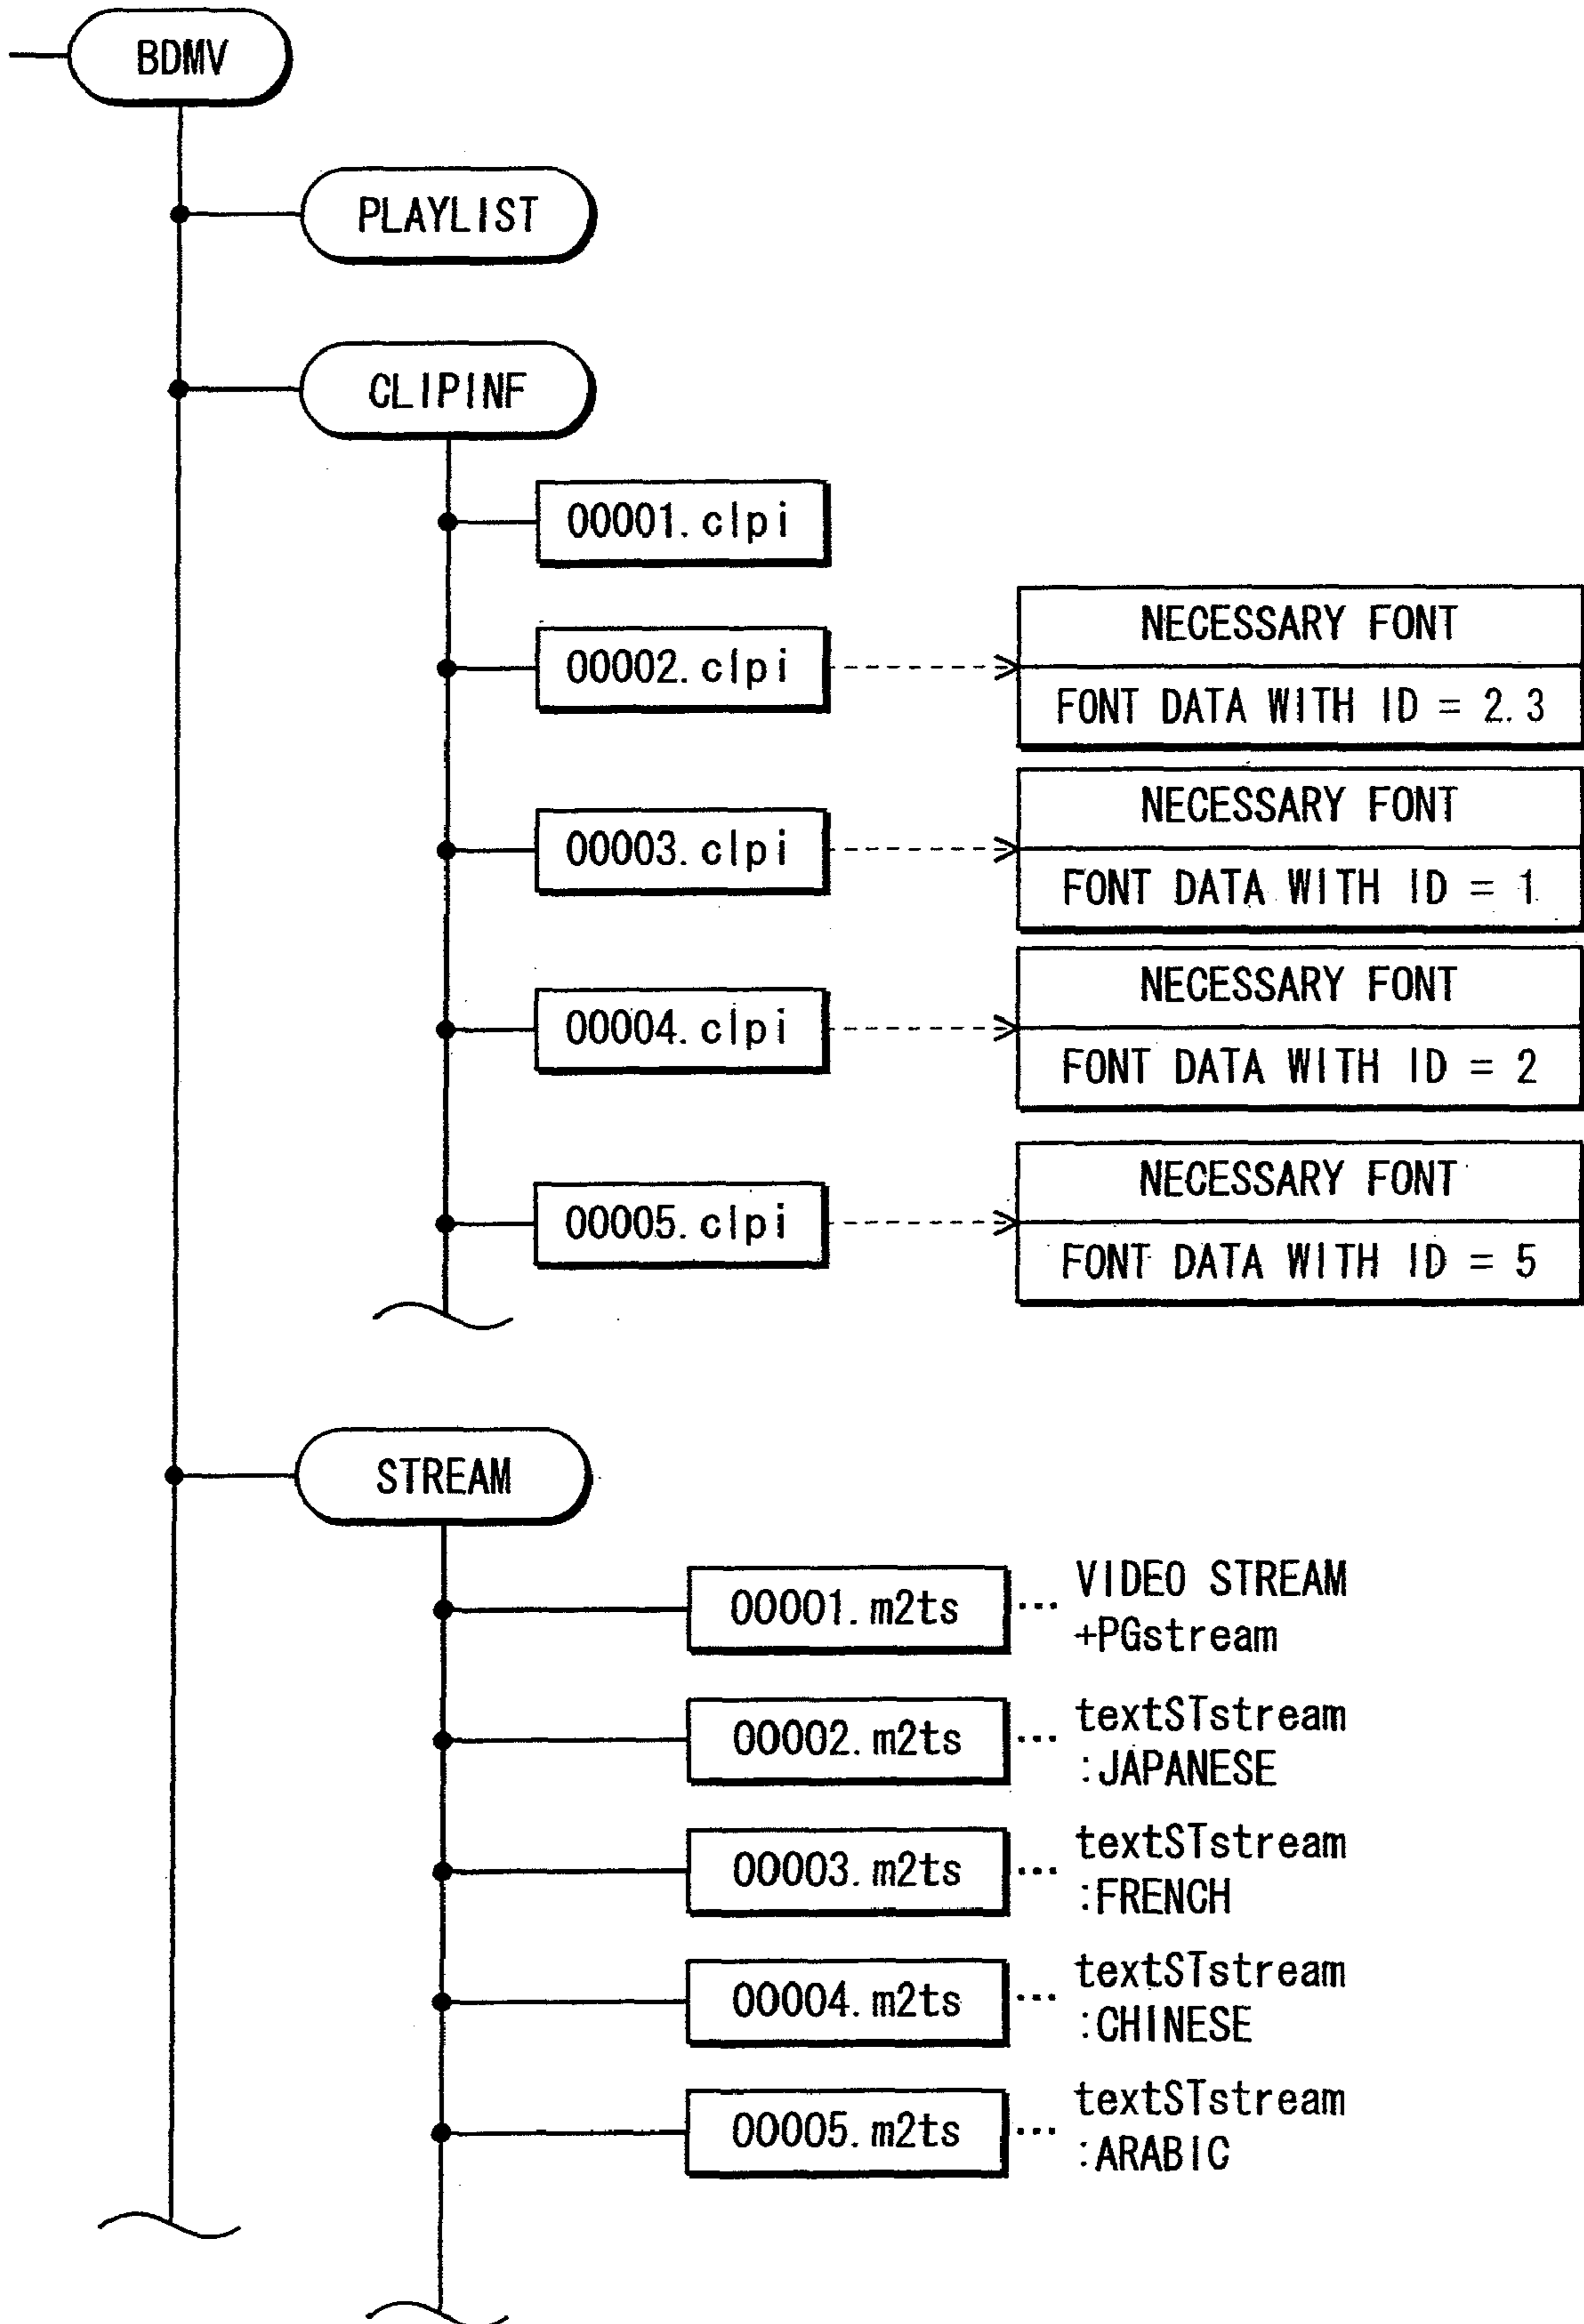 BDMV
PLAYLIST
CLIPINF
00001.clpi
00002.clpi
NECESSARY FONT
FONT DATA WITH ID = 2.3
00003.clpi
NECESSARY FONT
FONT DATA WITH ID = 1
00004.clpi
NECESSARY FONT
FONT DATA WITH ID = 2
00005.clpi
NECESSARY FONT
FONT DATA WITH ID = 5
STREAM
00001.m2ts ... VIDEO STREAM
+PGstream
00002.m2ts ... textSTstream
:JAPANESE
00003.m2ts ... textSTstream
:FRENCH
00004.m2ts ... textSTstream
:CHINESE
00005.m2ts ... textSTstream
:ARABIC